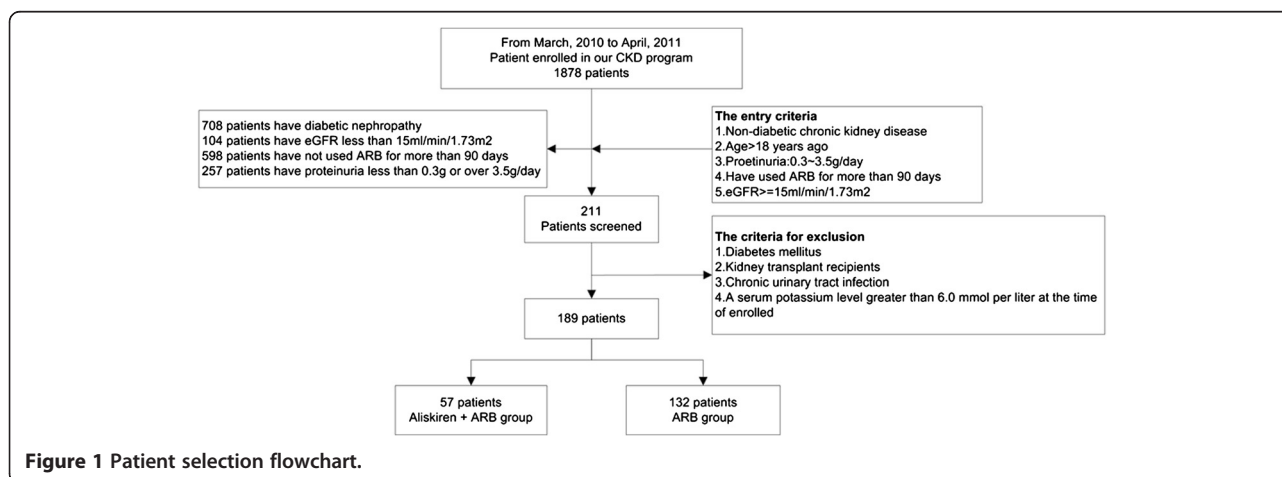 From March, 2010 to April, 2011
Patient enrolled in our CKD program
1878 patients
708 patients have diabetic nephropathy
104 patients have eGFR less than 15ml/min/1.73m2
598 patients have not used ARB for more than 90 days
257 patients have proteinuria less than 0.3g or over 3.5g/day
The entry criteria
1.Non-diabetic chronic kidney disease
2.Age>18 years ago
3.Proetinuria:0.3~3.5g/day
4.Have used ARB for more than 90 days
5.eGFR>=15ml/min/1.73m2
211
Patients screened
The criteria for exclusion
1.Diabetes mellitus
2.Kidney transplant recipients
3.Chronic urinary tract infection
4.A serum potassium level greater than 6.0 mmol per liter at the time
of enrolled
189 patients
57 patients
Aliskiren + ARB group
132 patients
ARB group
Figure 1 Patient selection flowchart.